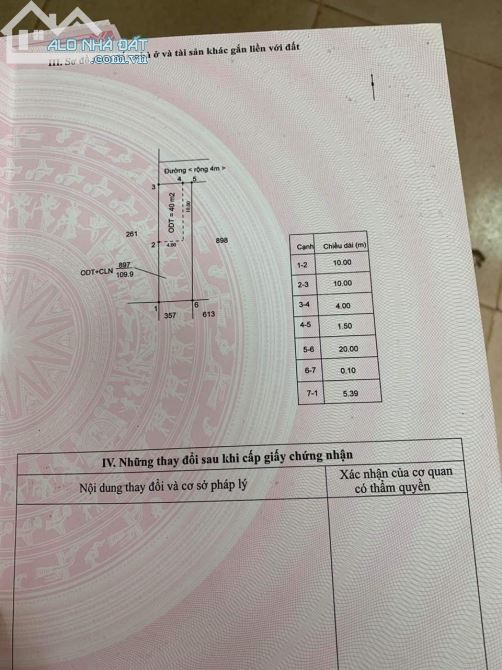 ALO NHÀ ĐẤT
.com.vn
III. Sơ đồ ở và tài sản khác gắn liền với đất
Đường < rộng 4m >
3 4 5
ODT = 40 m2
10.00
261
2
4.00
898
ODT+CLN 897
109.9
1 6
357 613
Cạnh Chiều dài (m)
1-2 10.00
2-3 10.00
3-4 4.00
4-5 1.50
5-6 20.00
6-7 0.10
7-1 5.39
IV. Những thay đổi sau khi cấp giấy chứng nhận
Nội dung thay đổi và cơ sở pháp lý
Xác nhận của cơ quan
có thẩm quyền